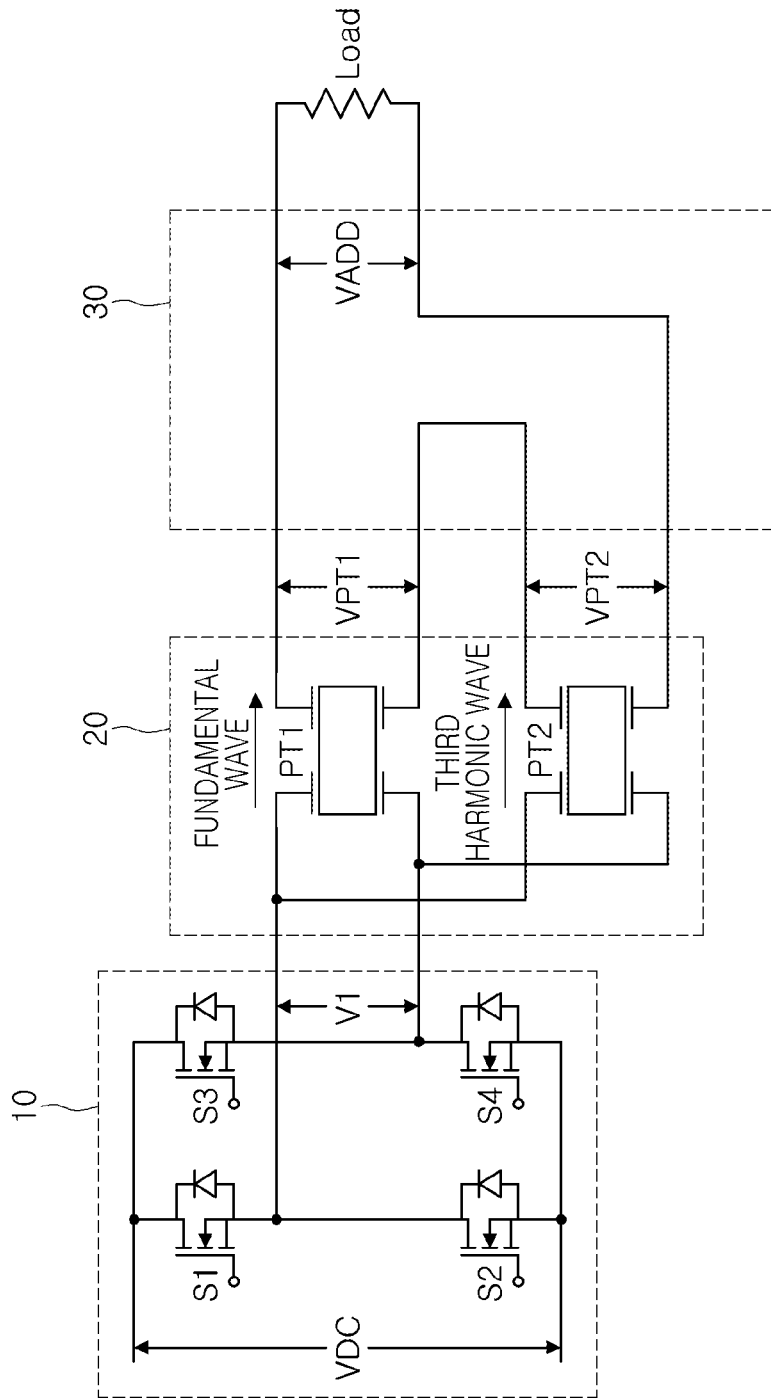 10
VDC
S1
S2
S3
S4
V1
20
FUNDAMENTAL
WAVE
PT1
THIRD
HARMONIC WAVE
PT2
VPT1
VPT2
30
VADD
Load